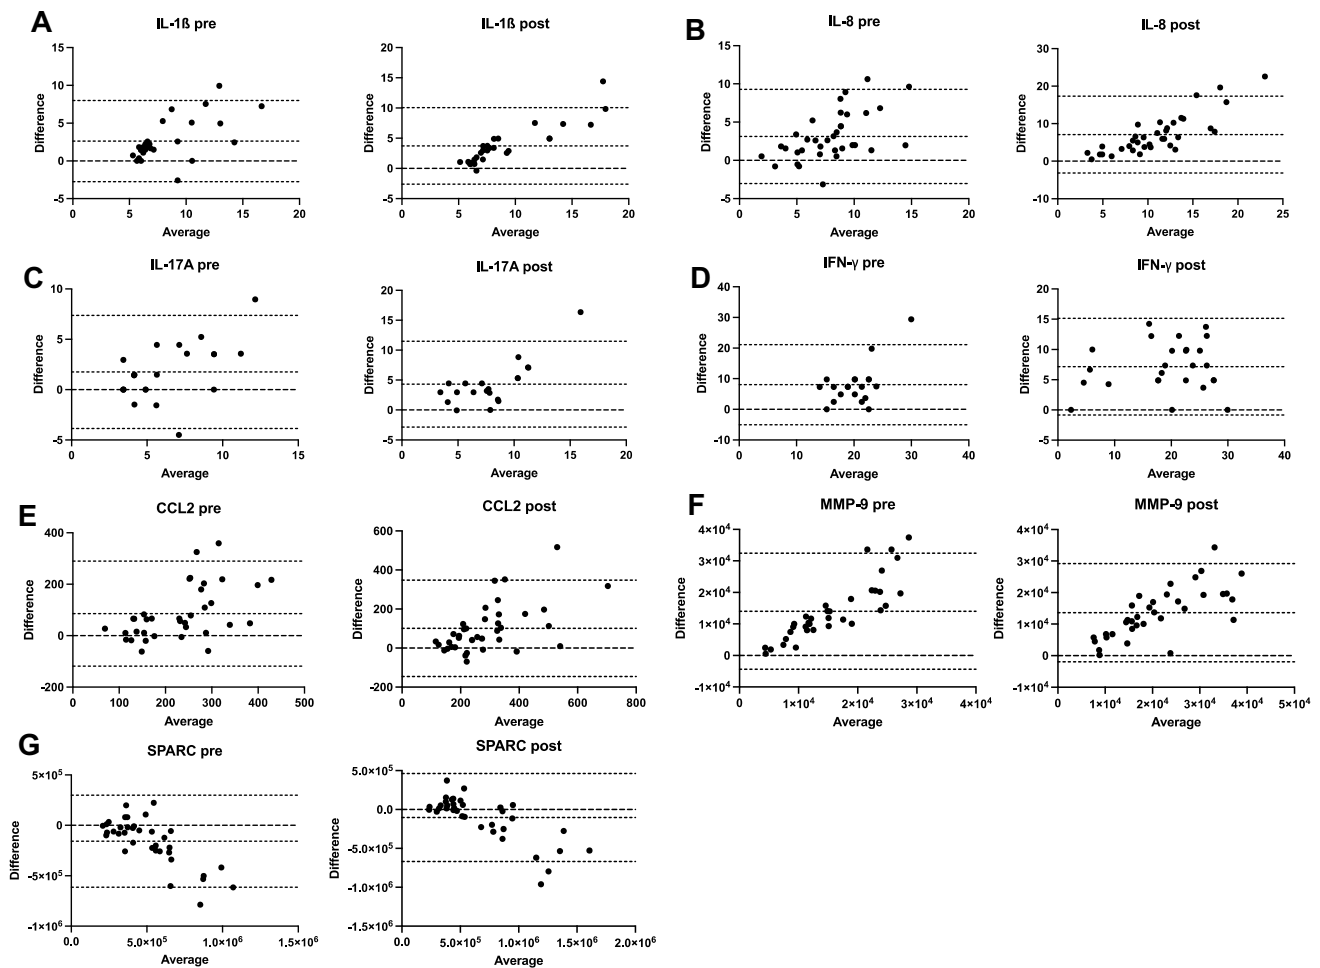 A
IL-1ß pre
Difference
15
10
5
0
-5
0
5
10
15
20
Average
IL-1ß post
Difference
20
15
10
5
0
-5
0
5
10
15
20
Average
B
IL-8 pre
Difference
15
10
5
0
-5
0
5
10
15
20
Average
IL-8 post
Difference
30
20
10
0
-10
0
5
10
15
20
25
Average
C
IL-17A pre
Difference
10
5
0
-5
0
5
10
15
Average
IL-17A post
Difference
20
15
10
5
0
-5
0
5
10
15
20
Average
D
IFN-γ pre
Difference
40
30
20
10
0
-10
0
10
20
30
40
Average
IFN-γ post
Difference
20
15
10
5
0
-5
0
10
20
30
40
Average
E
CCL2 pre
Difference
400
200
0
-200
0
100
200
300
400
500
Average
CCL2 post
Difference
600
400
200
0
-200
0
200
400
600
800
Average
F
MMP-9 pre
Difference
4×10⁴
3×10⁴
2×10⁴
1×10⁴
0
-1×10⁴
0
1×10⁴
2×10⁴
3×10⁴
4×10⁴
Average
MMP-9 post
Difference
4×10⁴
3×10⁴
2×10⁴
1×10⁴
0
-1×10⁴
0
1×10⁴
2×10⁴
3×10⁴
4×10⁴
5×10⁴
Average
G
SPARC pre
Difference
5×10⁵
0
-5×10⁵
-1×10⁶
0.0
5.0×10⁵
1.0×10⁶
1.5×10⁶
Average
SPARC post
Difference
5.0×10⁵
0.0
-5.0×10⁵
-1.0×10⁶
-1.5×10⁶
0.0
5.0×10⁵
1.0×10⁶
1.5×10⁶
2.0×10⁶
Average